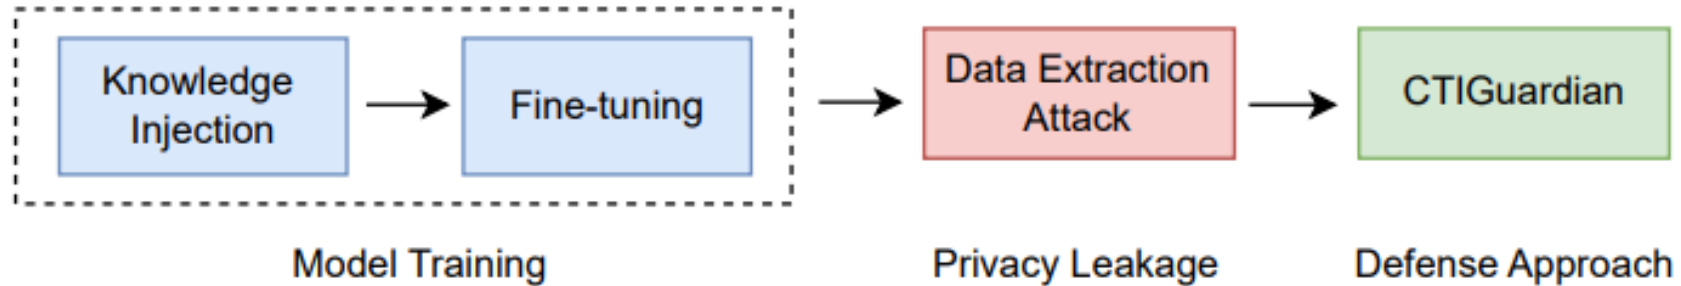 Knowledge
Injection
Fine-tuning
Data Extraction
Attack
CTIGuardian
Model Training
Privacy Leakage
Defense Approach